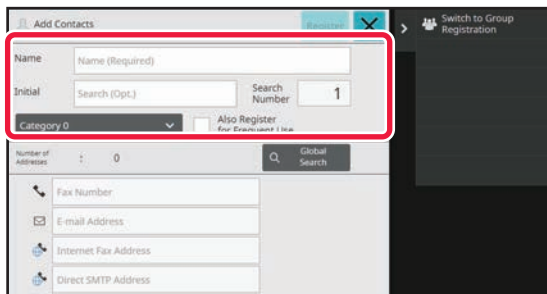 Add Contacts
Register
Switch to Group
Registration
Name
Name (Required)
Initial
Search (Opt.)
Search
Number
1
Category 0
Also Register
for Frequent Use
Number of
Addresses
:
0
Global
Search
Fax Number
E-mail Address
Internet Fax Address
Direct SMTP Address